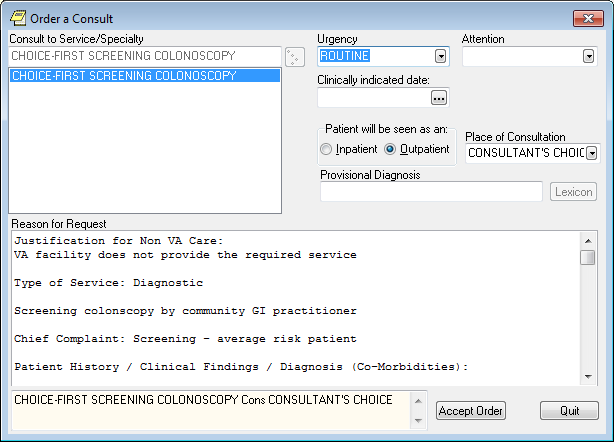 Order a Consult
Consult to Service/Specialty
CHOICE-FIRST SCREENING COLONOSCOPY
CHOICE-FIRST SCREENING COLONOSCOPY
Urgency
ROUTINE
Attention
Clinically indicated date:
...
Patient will be seen as an:
Inpatient
Outpatient
Place of Consultation
CONSULTANT'S CHOIC
Provisional Diagnosis
Lexicon
Reason for Request
Justification for Non VA Care:
VA facility does not provide the required service
Type of Service: Diagnostic
Screening colonscopy by community GI practitioner
Chief Complaint: Screening - average risk patient
Patient History / Clinical Findings / Diagnosis (Co-Morbidities):
CHOICE-FIRST SCREENING COLONOSCOPY Cons CONSULTANT'S CHOICE
Accept Order
Quit